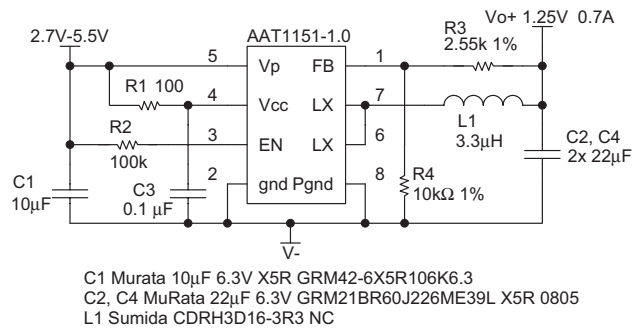 Vo+ 1.25V 0.7A
2.7V-5.5V
AAT1151-1.0
R3
2.55k 1%
5
Vp
FB
1
R1 100
4
Vcc
LX
7
R2
100k
3
EN
LX
6
L1
3.3μH
C2, C4
2x 22μF
C1
10μF
C3
0.1 μF
2
gnd Pgnd
8
R4
10kΩ 1%
V-
C1 Murata 10μF 6.3V X5R GRM42-6X5R106K6.3
C2, C4 MuRata 22μF 6.3V GRM21BR60J226ME39L X5R 0805
L1 Sumida CDRH3D16-3R3 NC